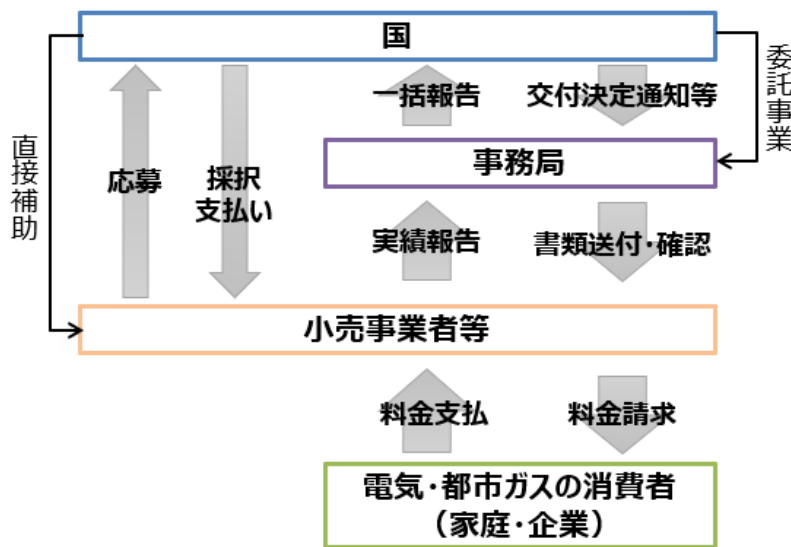 国
委託事業
一括報告
交付決定通知等
事務局
直接補助
応募
採択
支払い
実績報告
書類送付・確認
小売事業者等
料金支払
料金請求
電気・都市ガスの消費者
（家庭・企業）